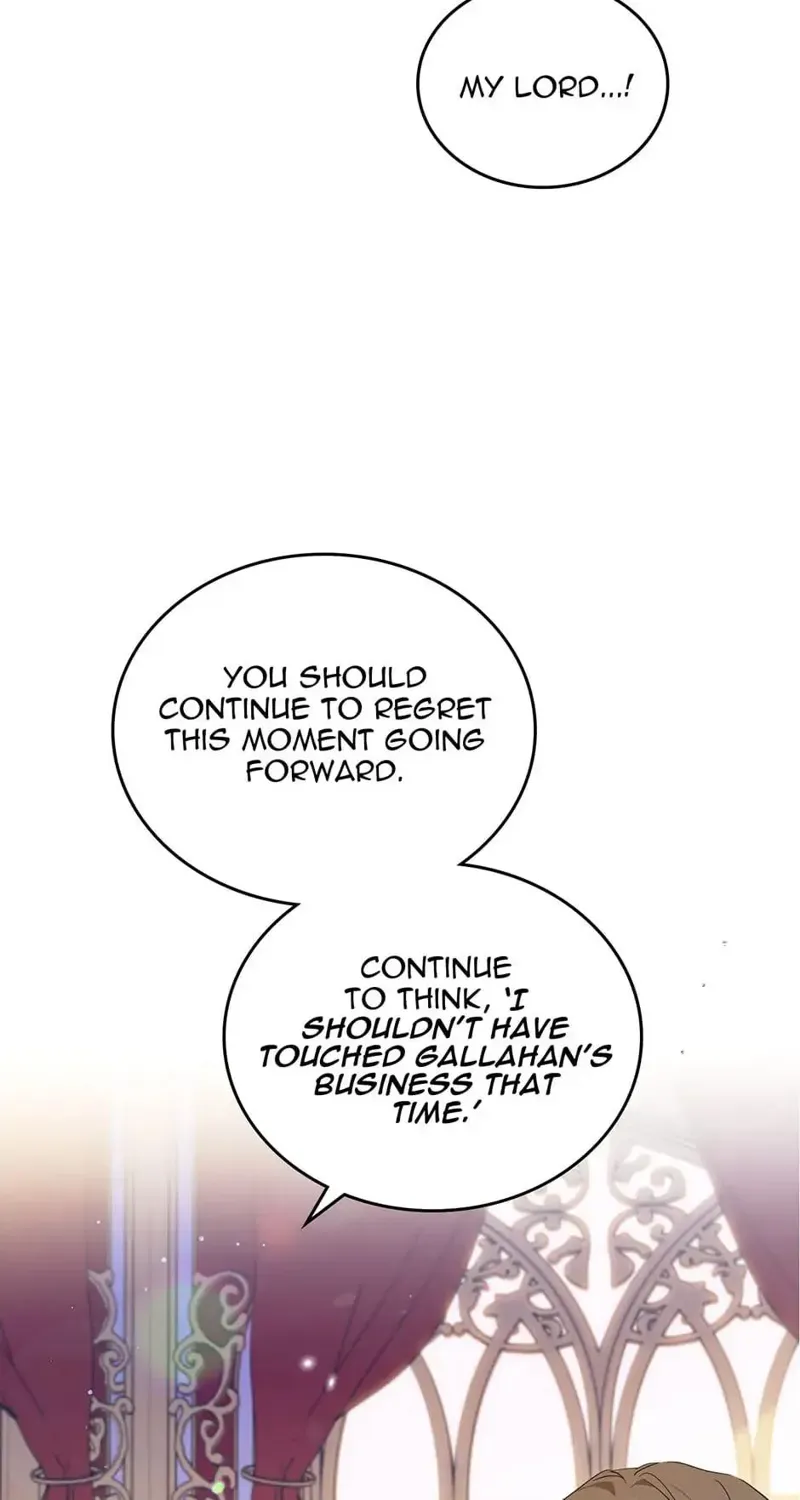 MY LORD...!
YOU SHOULD
CONTINUE TO REGRET
THIS MOMENT GOING
FORWARD.
CONTINUE
TO THINK, 'I
SHOULDN'T HAVE
TOUCHED GALLAHAN'S
BUSINESS THAT
TIME.'